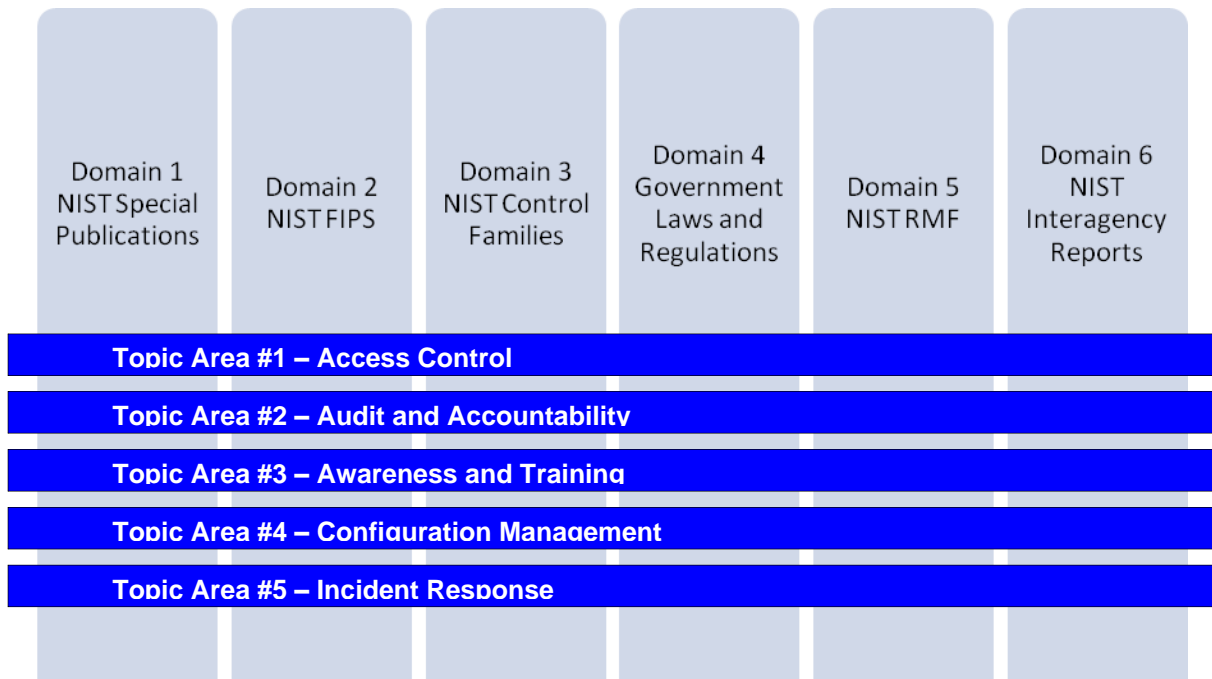 Domain 1
NIST Special
Publications
Domain 2
NIST FIPS
Domain 3
NIST Control
Families
Domain 4
Government
Laws and
Regulations
Domain 5
NIST RMF
Domain 6
NIST
Interagency
Reports
Topic Area #1 – Access Control
Topic Area #2 – Audit and Accountability
Topic Area #3 – Awareness and Training
Topic Area #4 – Configuration Management
Topic Area #5 – Incident Response